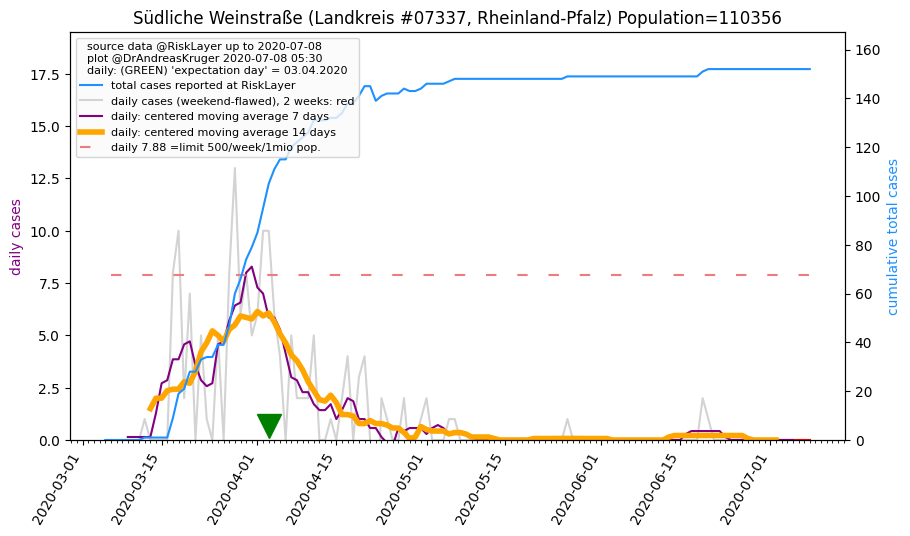 Südliche Weinstraße (Landkreis #07337, Rheinland-Pfalz) Population=110356
source data @RiskLayer up to 2020-07-08
plot @DrAndreasKruger 2020-07-08 05:30
daily: (GREEN) 'expectation day' = 03.04.2020
total cases reported at RiskLayer
daily cases (weekend-flawed), 2 weeks: red
daily: centered moving average 7 days
daily: centered moving average 14 days
daily 7.88 =limit 500/week/1mio pop.
daily cases
17.5
15.0
12.5
10.0
7.5
5.0
2.5
0.0
cumulative total cases
160
140
120
100
80
60
40
20
0
2020-03-01
2020-03-15
2020-04-01
2020-04-15
2020-05-01
2020-05-15
2020-06-01
2020-06-15
2020-07-01